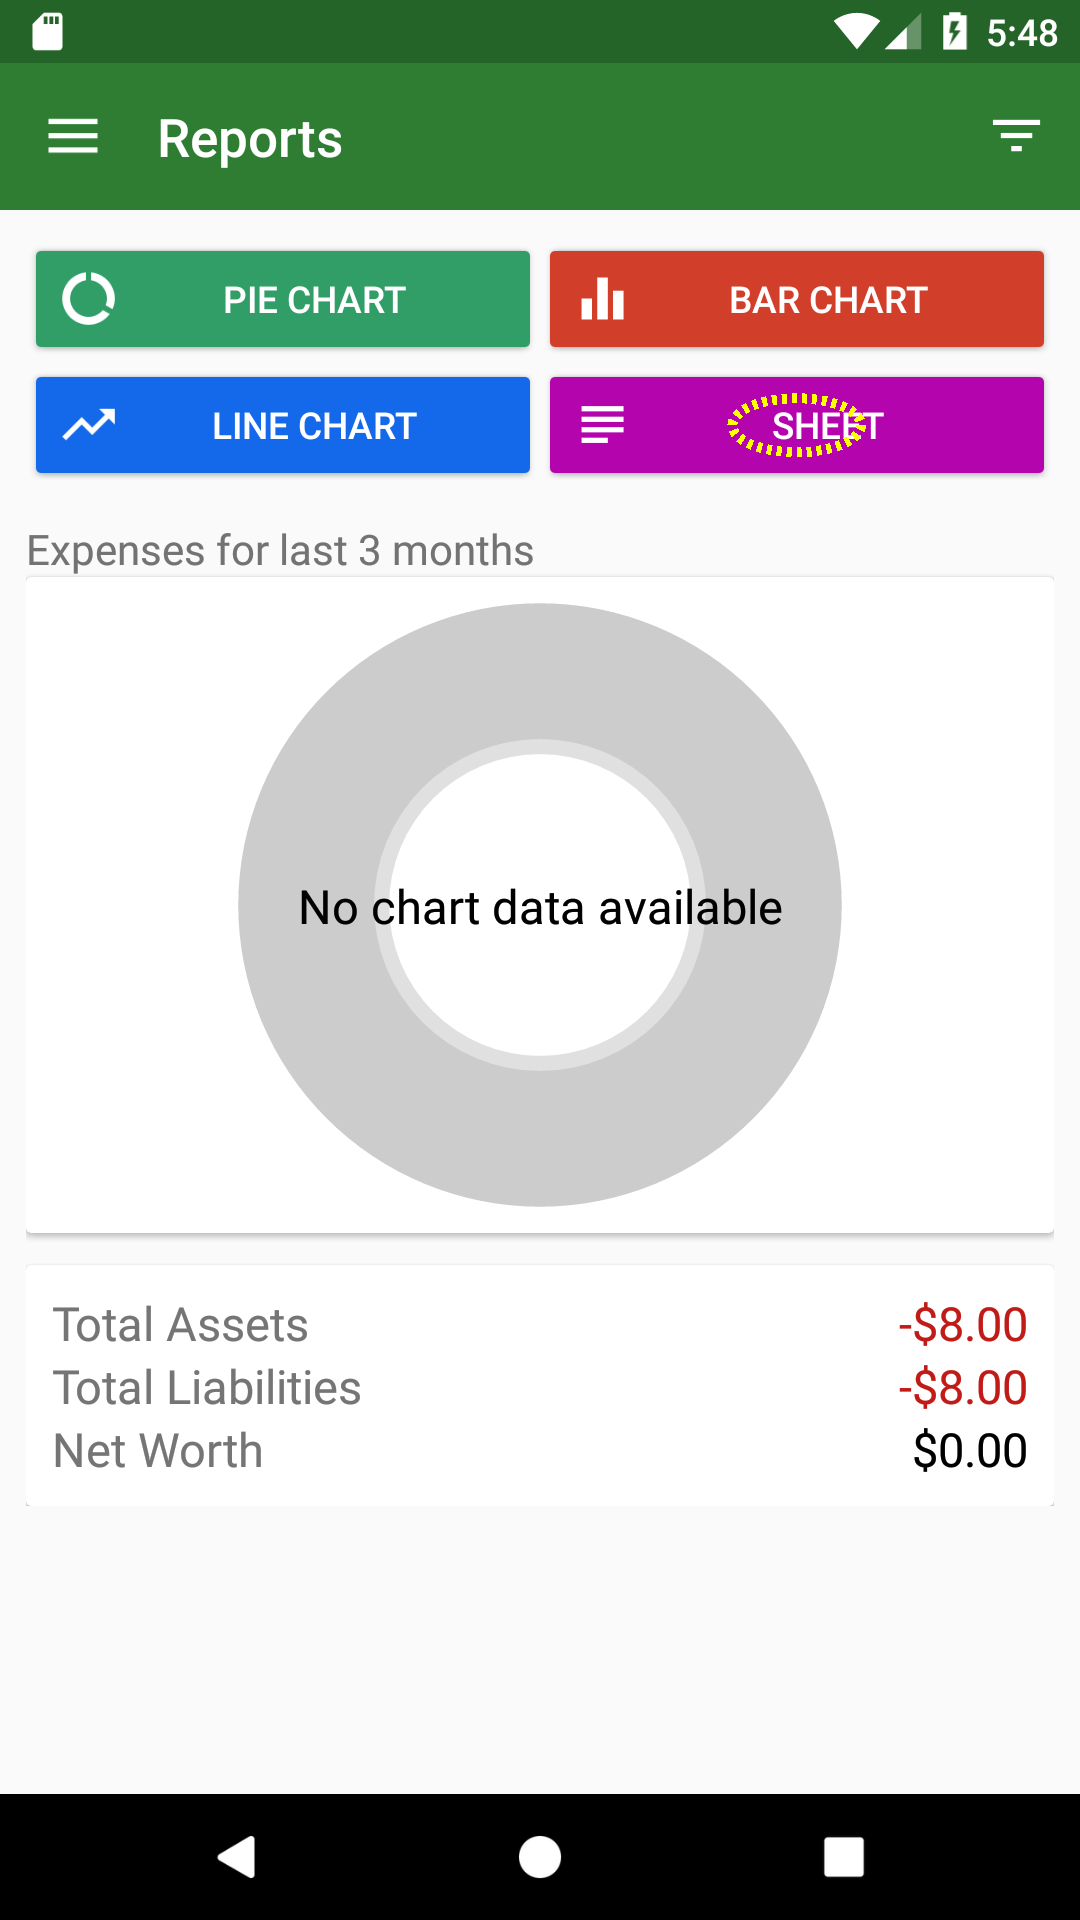 5:48
Reports
PIE CHART
BAR CHART
LINE CHART
SHEET
Expenses for last 3 months
No chart data available
Total Assets -$8.00
Total Liabilities -$8.00
Net Worth $0.00